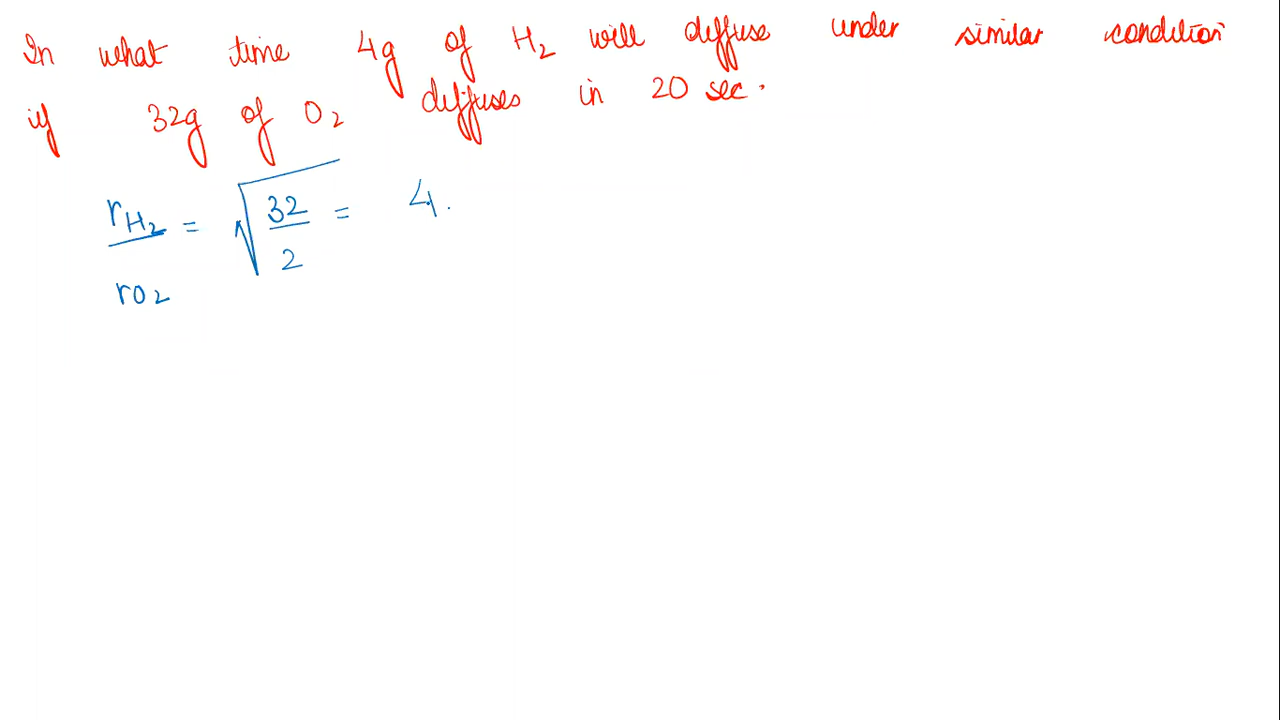 In what time 4g of H2 will diffuse under similar condition
if 32g of O2 diffuses in 20 sec.
rH2 / rO2 = √32/2 = 4.